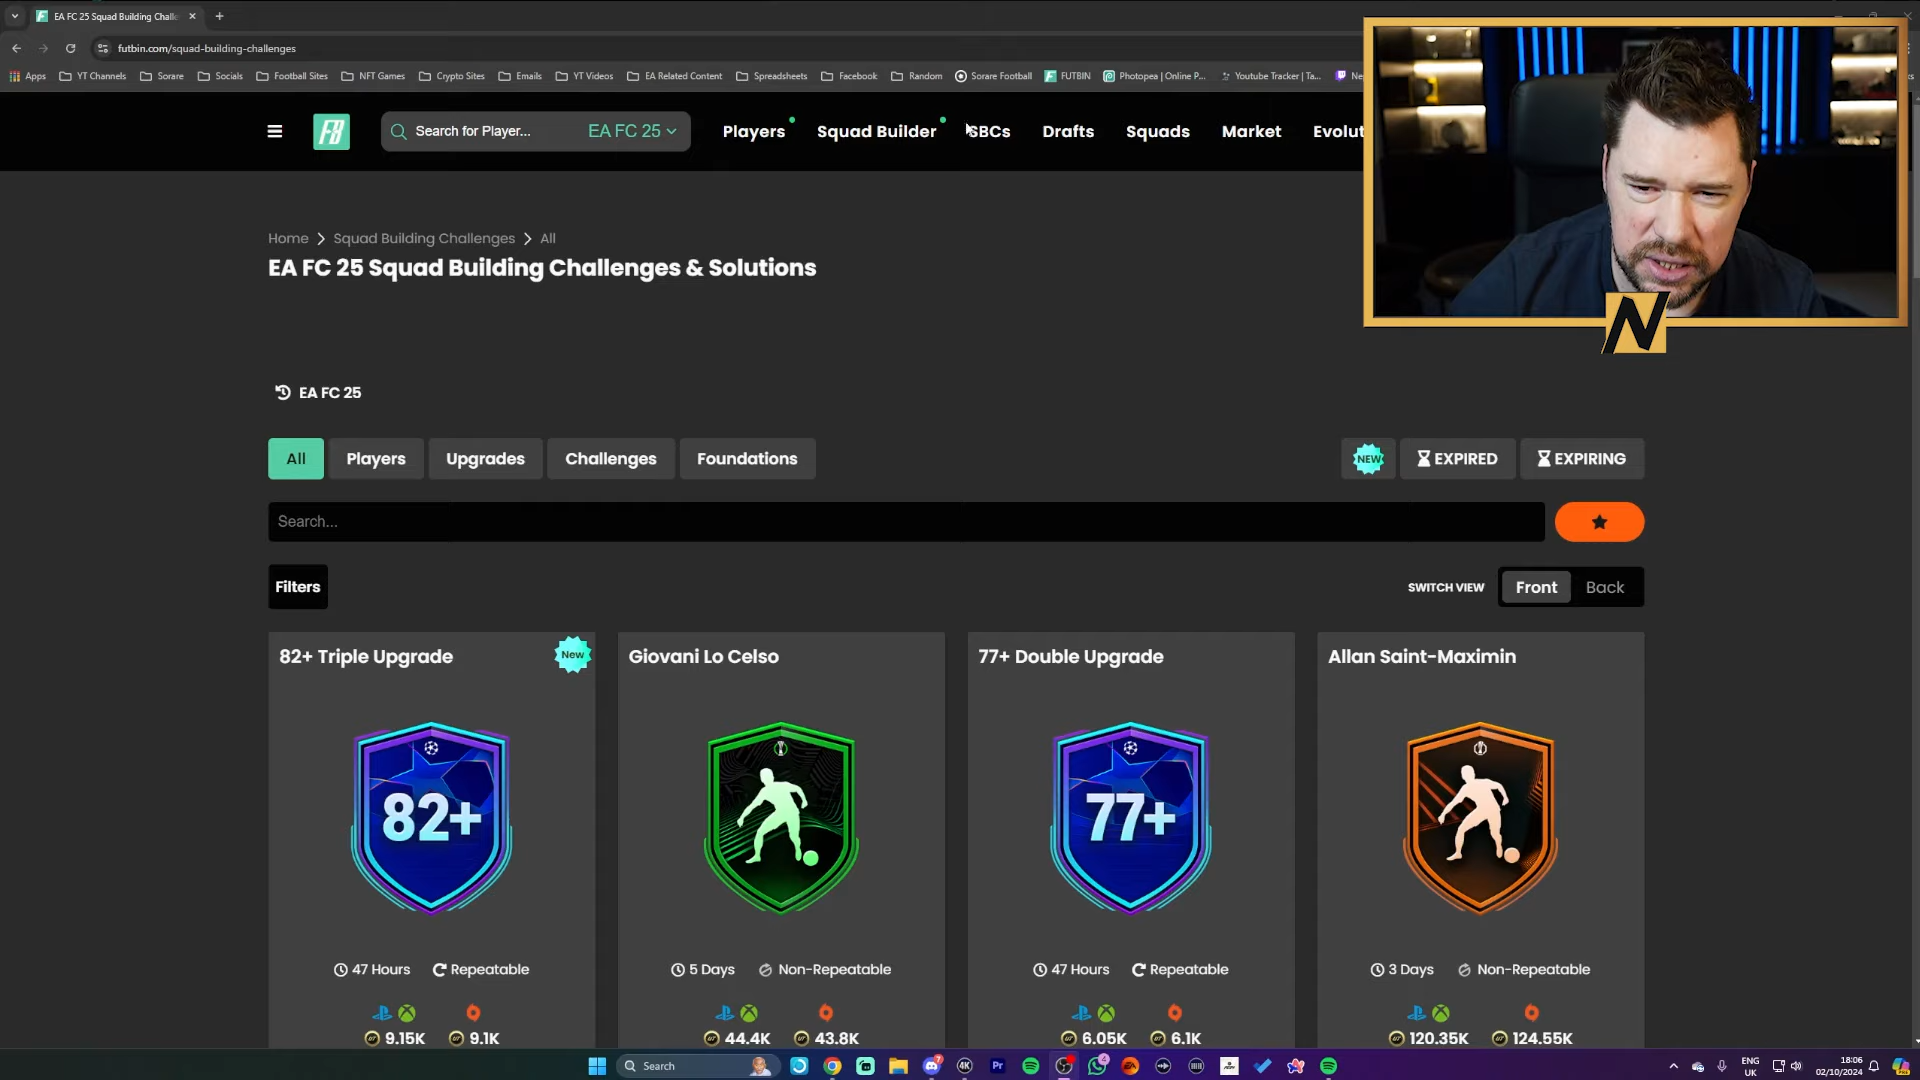 EA FC 25 Squad Building Challe
futbin.com/squad-building-challenges
Apps YT Channels Sorare Socials Football Sites NFT Games Crypto Sites Emails YT Videos EA Related Content Spreadsheets Facebook Random Sorare Football FUTBIN Photopea | Online P... Youtube Tracker | Ta...
Search for Player... EA FC 25 Players Squad Builder SBCs Drafts Squads Market Evolut
N
Home Squad Building Challenges All
EA FC 25 Squad Building Challenges & Solutions
EA FC 25
All Players Upgrades Challenges Foundations NEW EXPIRED EXPIRING
Search...
Filters SWITCH VIEW Front Back
82+ Triple Upgrade New Giovani Lo Celso 77+ Double Upgrade Allan Saint-Maximin
82+ 77+
47 Hours Repeatable 5 Days Non-Repeatable 47 Hours Repeatable 3 Days Non-Repeatable
9.15K 9.1K 44.4K 43.8K 6.05K 6.1K 120.35K 124.55K
Search 7 4K Pr 4 ENG UK 18:06 02/10/2024